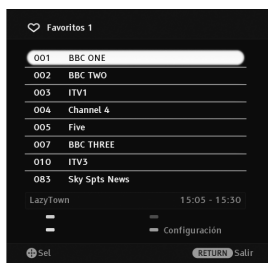 Favoritos 1
001 BBC ONE
002 BBC TWO
003 ITV1
004 Channel 4
005 Five
007 BBC THREE
010 ITV3
083 Sky Spts News
LazyTown 15:05 - 15:30
Configuración
Sel RETURN Salir